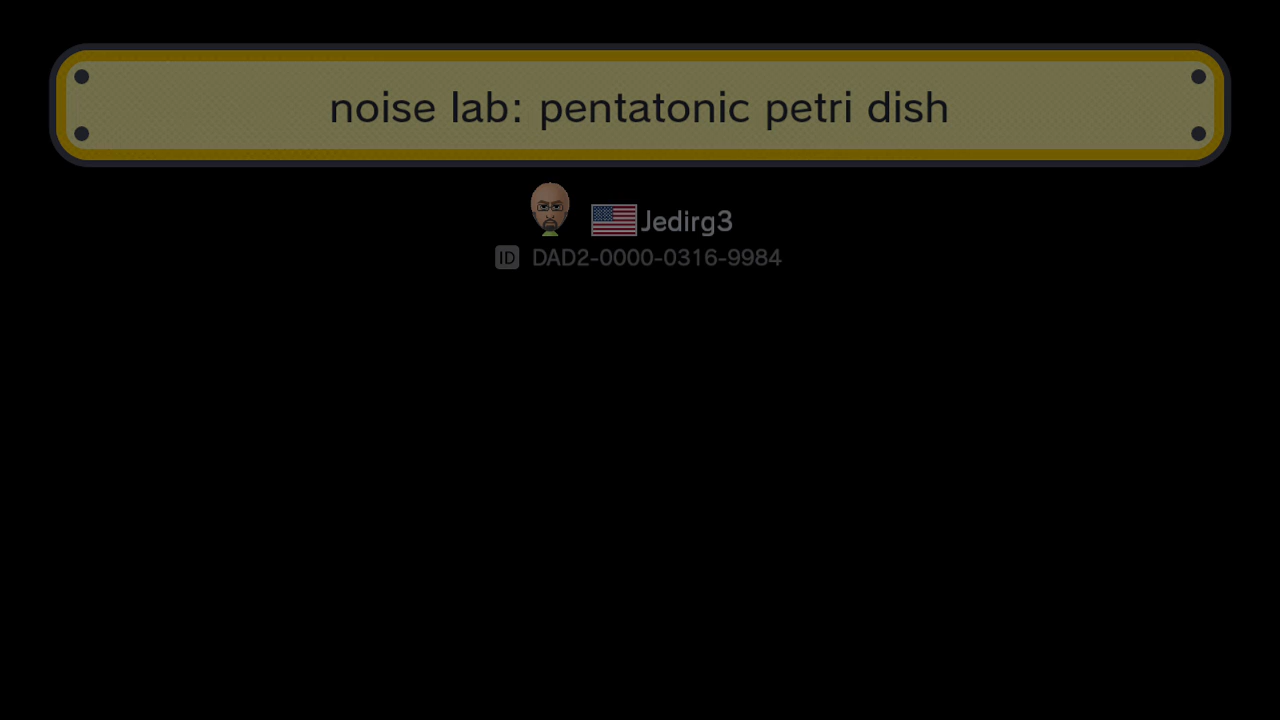 noise lab: pentatonic petri dish
Jedirg3
ID DAD2-0000-0316-9984